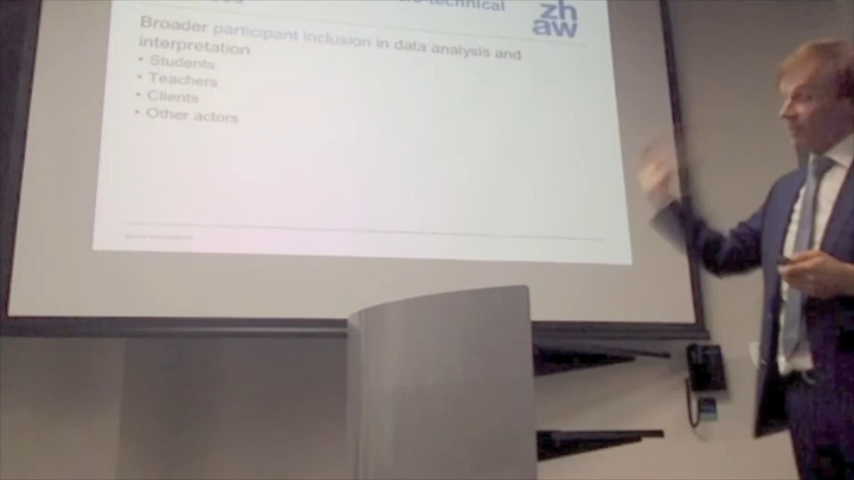 technical
zh
aw
Broader participant inclusion in data analysis and
interpretation
• Students
• Teachers
• Clients
• Other actors